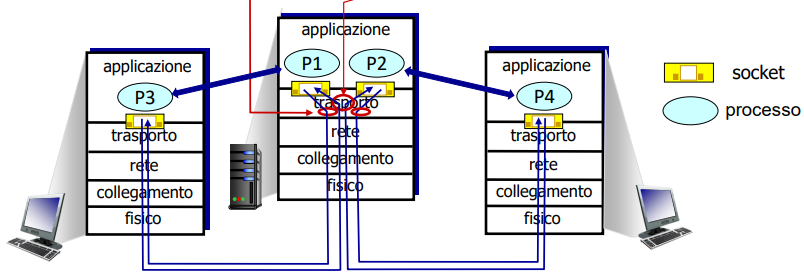 applicazione
P3
trasporto
rete
collegamento
fisico
applicazione
P1
P2
trasporto
rete
collegamento
fisico
applicazione
P4
trasporto
rete
collegamento
fisico
socket
processo